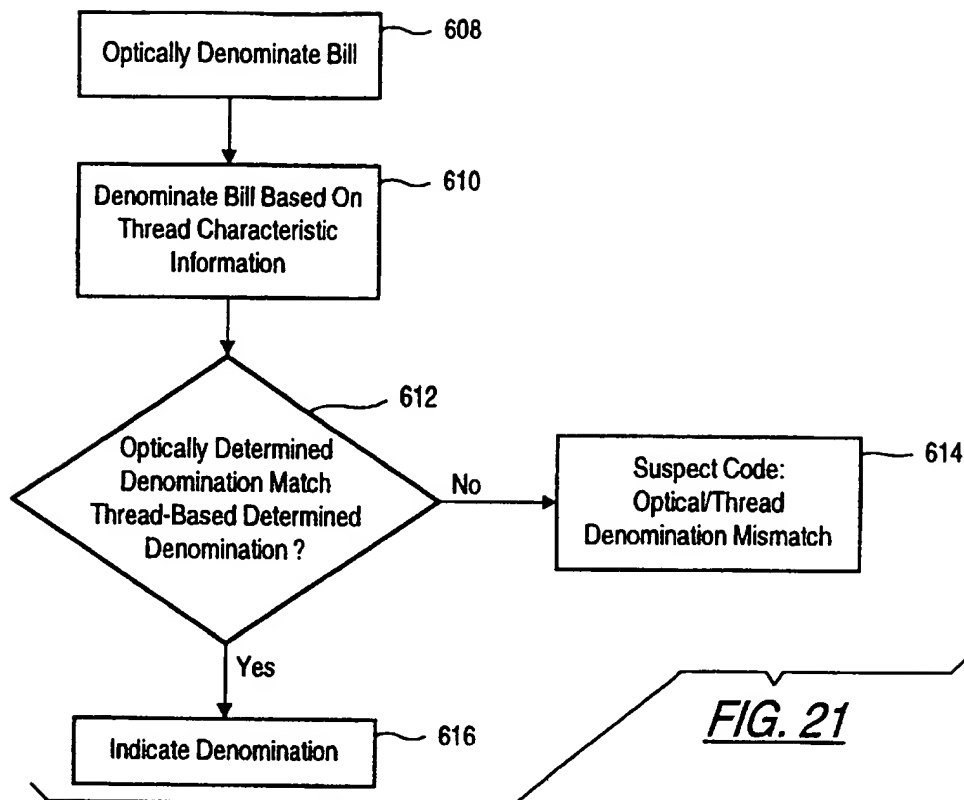 Optically Denominate Bill
608
Denominate Bill Based On
Thread Characteristic
Information
610
612
Optically Determined
Denomination Match
Thread-Based Determined
Denomination ?
No
Suspect Code:
Optical/Thread
Denomination Mismatch
614
Yes
Indicate Denomination
616
FIG. 21